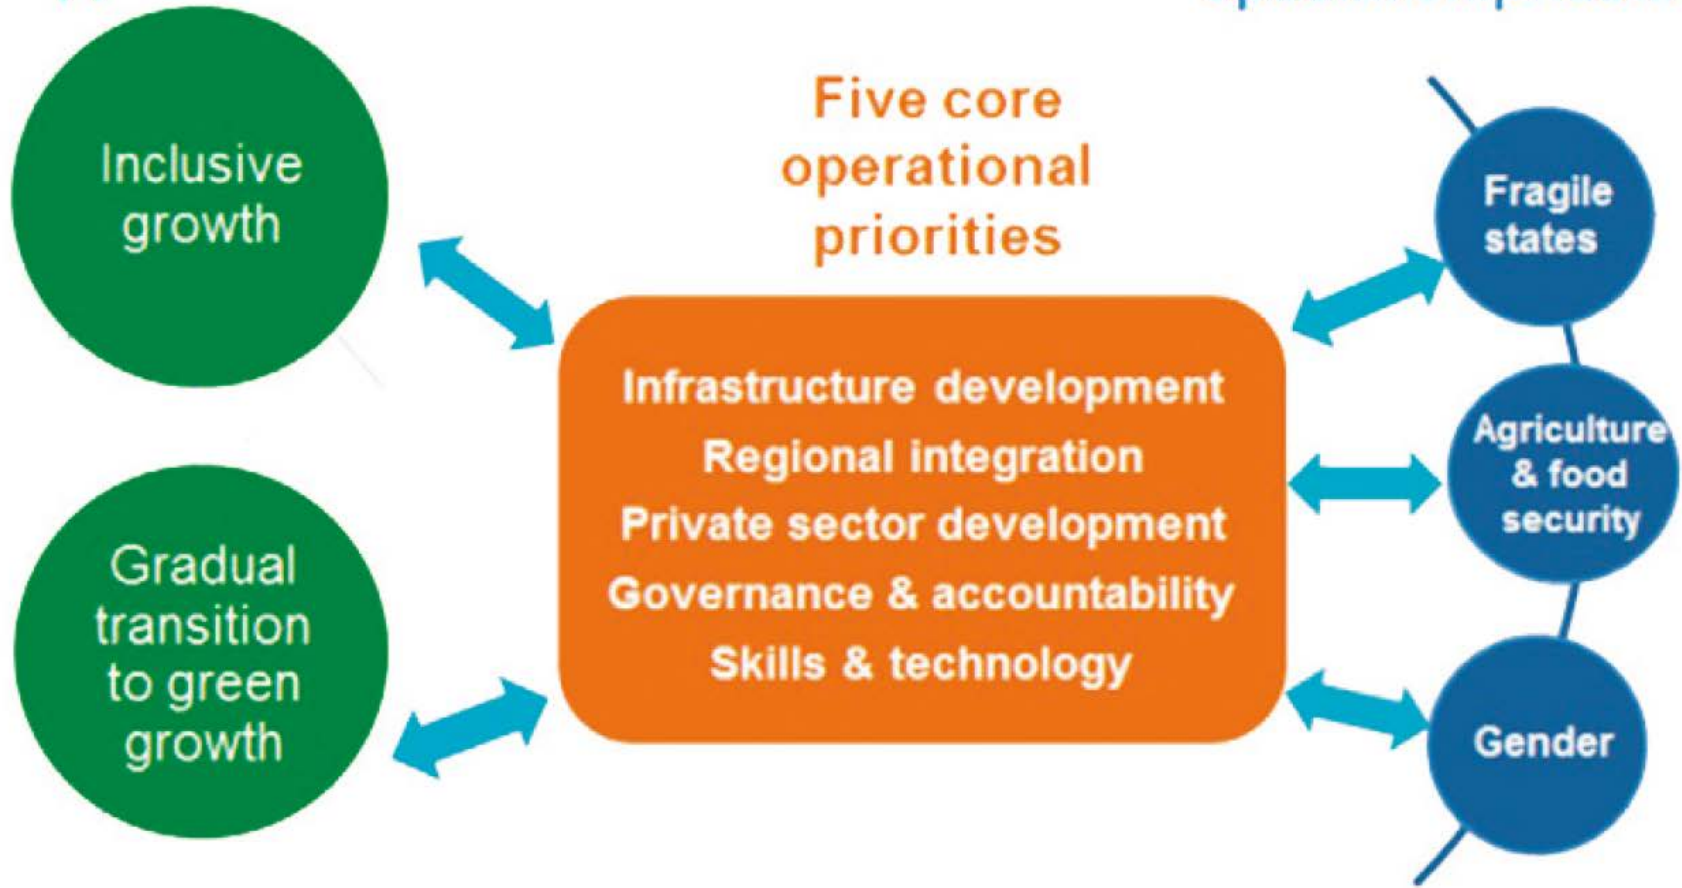 Inclusive
growth
Gradual
transition
to green
growth
Five core
operational
priorities
Infrastructure development
Regional integration
Private sector development
Governance & accountability
Skills & technology
Fragile
states
Agriculture
& food
security
Gender